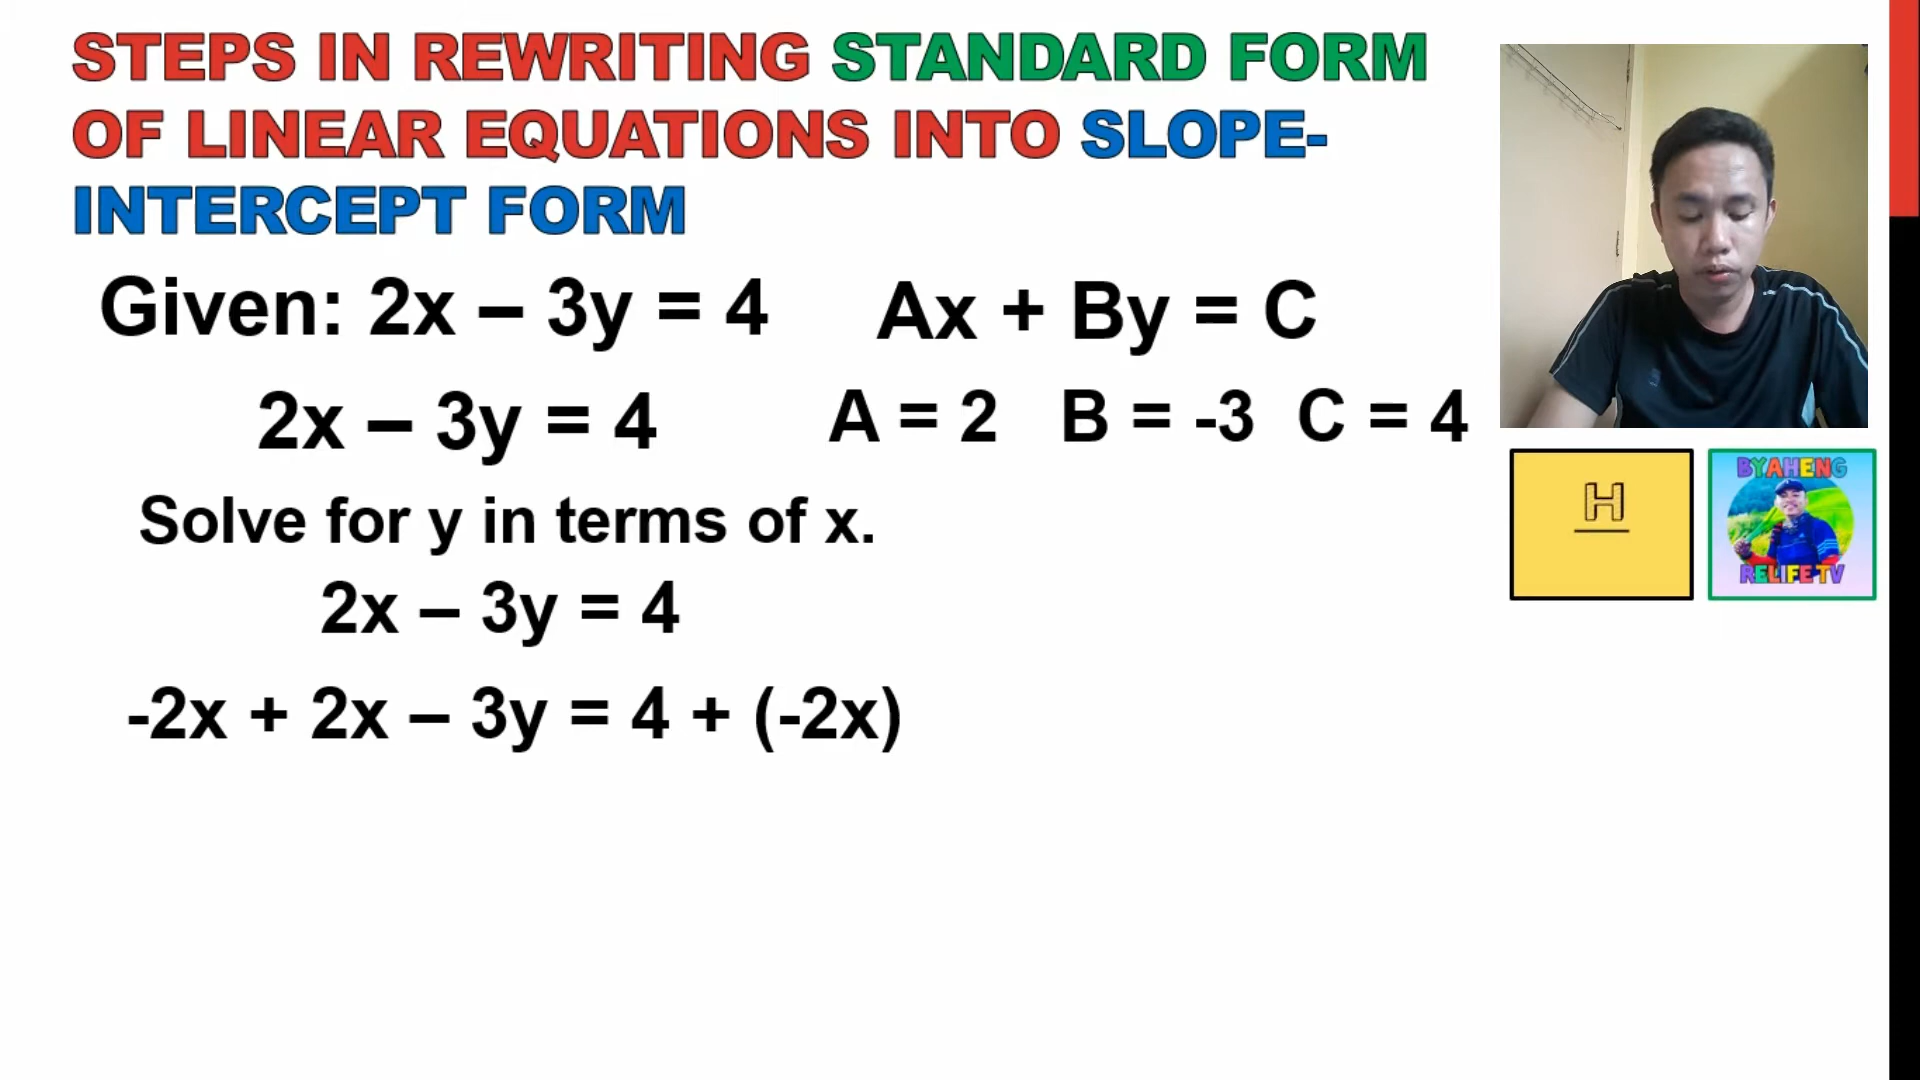 STEPS IN REWRITING STANDARD FORM
OF LINEAR EQUATIONS INTO SLOPE-
INTERCEPT FORM
Given: 2x – 3y = 4
Ax + By = C
2x – 3y = 4
A = 2 B = -3 C = 4
Solve for y in terms of x.
2x – 3y = 4
-2x + 2x – 3y = 4 + (-2x)
H
BYAHENG
RELIFE TV